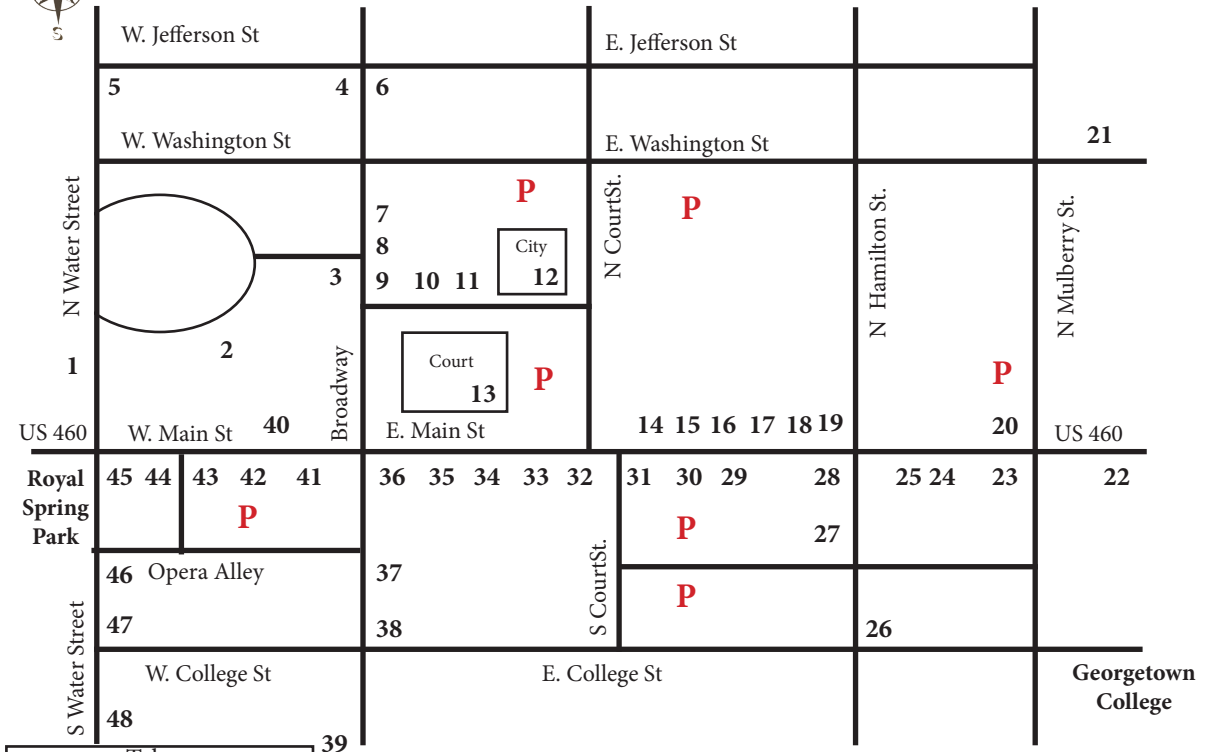 S
W. Jefferson St
E. Jefferson St
5 4 6
W. Washington St
E. Washington St
21
N Water Street
P
P
N CourtSt.
N Hamilton St.
N Mulberry St.
7
8
City
3 9 10 11 12
2
1
Broadway
Court
13
P
P
US 460
W. Main St
40
E. Main St
14 15 16 17 18 19
20
US 460
Royal
Spring
Park
45 44 43 42 41 36 35 34 33 32 31 30 29 28 25 24 23 22
P
P
27
46 Opera Alley
37
S CourtSt.
P
47
38
26
S Water Street
W. College St
E. College St
Georgetown
College
48
39